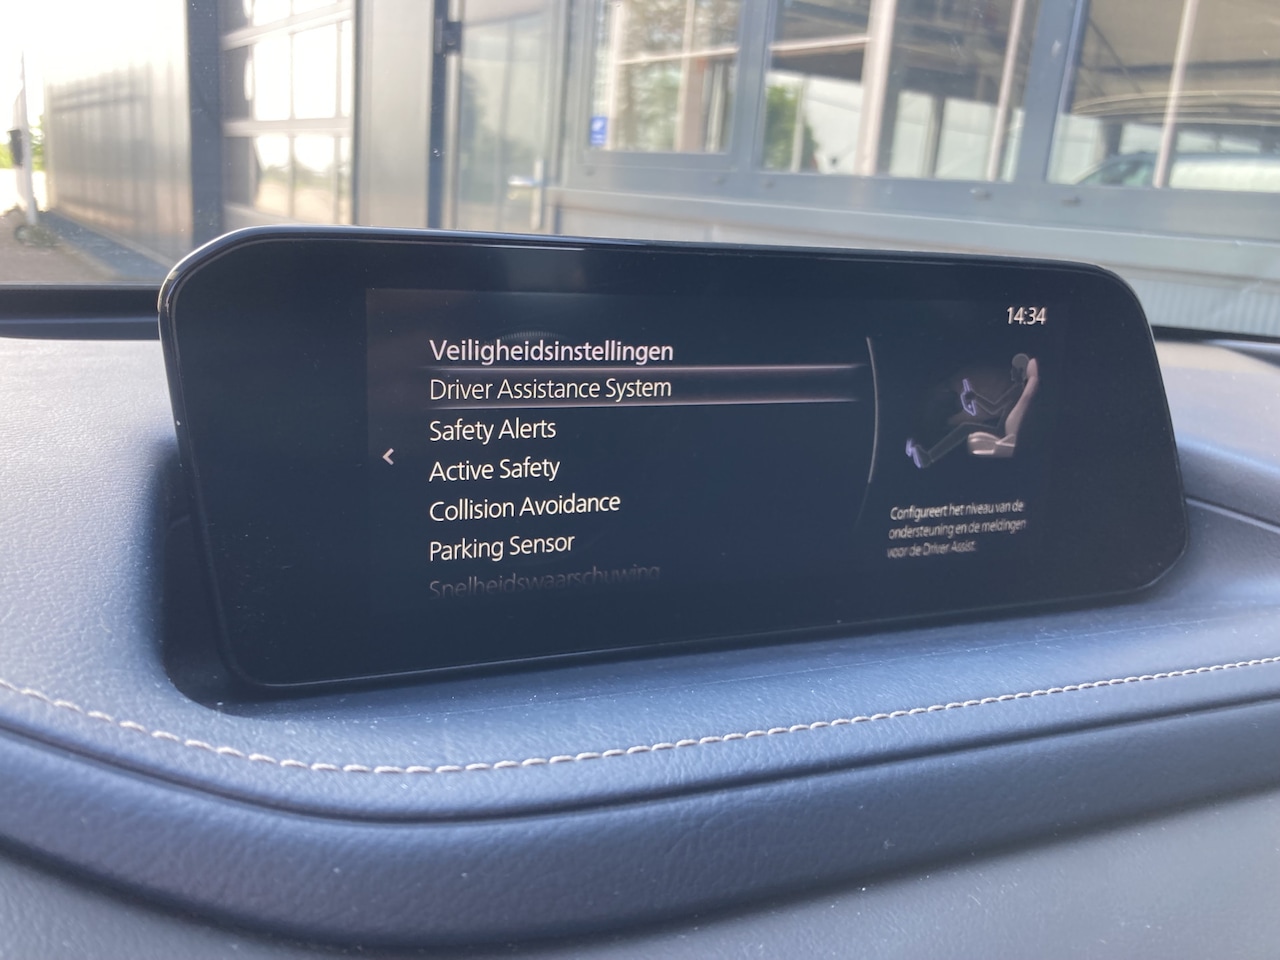 14:34
Veiligheidsinstellingen
Driver Assistance System
Safety Alerts
Active Safety
Collision Avoidance
Parking Sensor
Snelheidswaarschuwing
Configureert het niveau van de
ondersteuning en de meldingen
voor de Driver Assist.